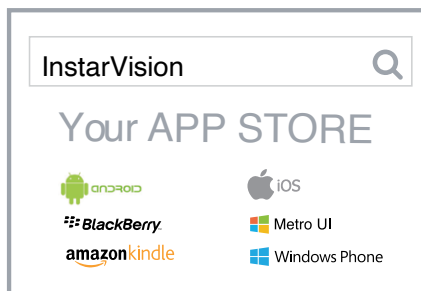 InstarVision
Your APP STORE
android
iOS
BlackBerry.
Metro UI
amazonkindle
Windows Phone